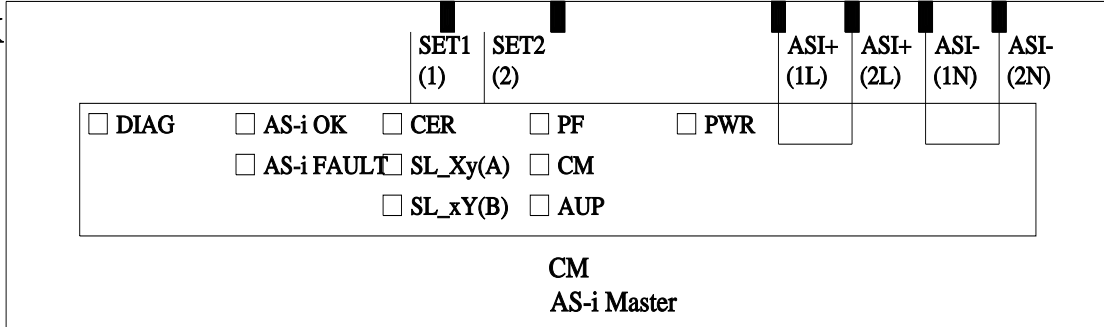 SET1 SET2 ASI+ ASI+ ASI- ASI-
(1) (2) (1L) (2L) (1N) (2N)
DIAG AS-i OK CER PF PWR
AS-i FAULT SL_Xy(A) CM
SL_xY(B) AUP
CM
AS-i Master